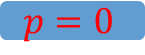 p = 0